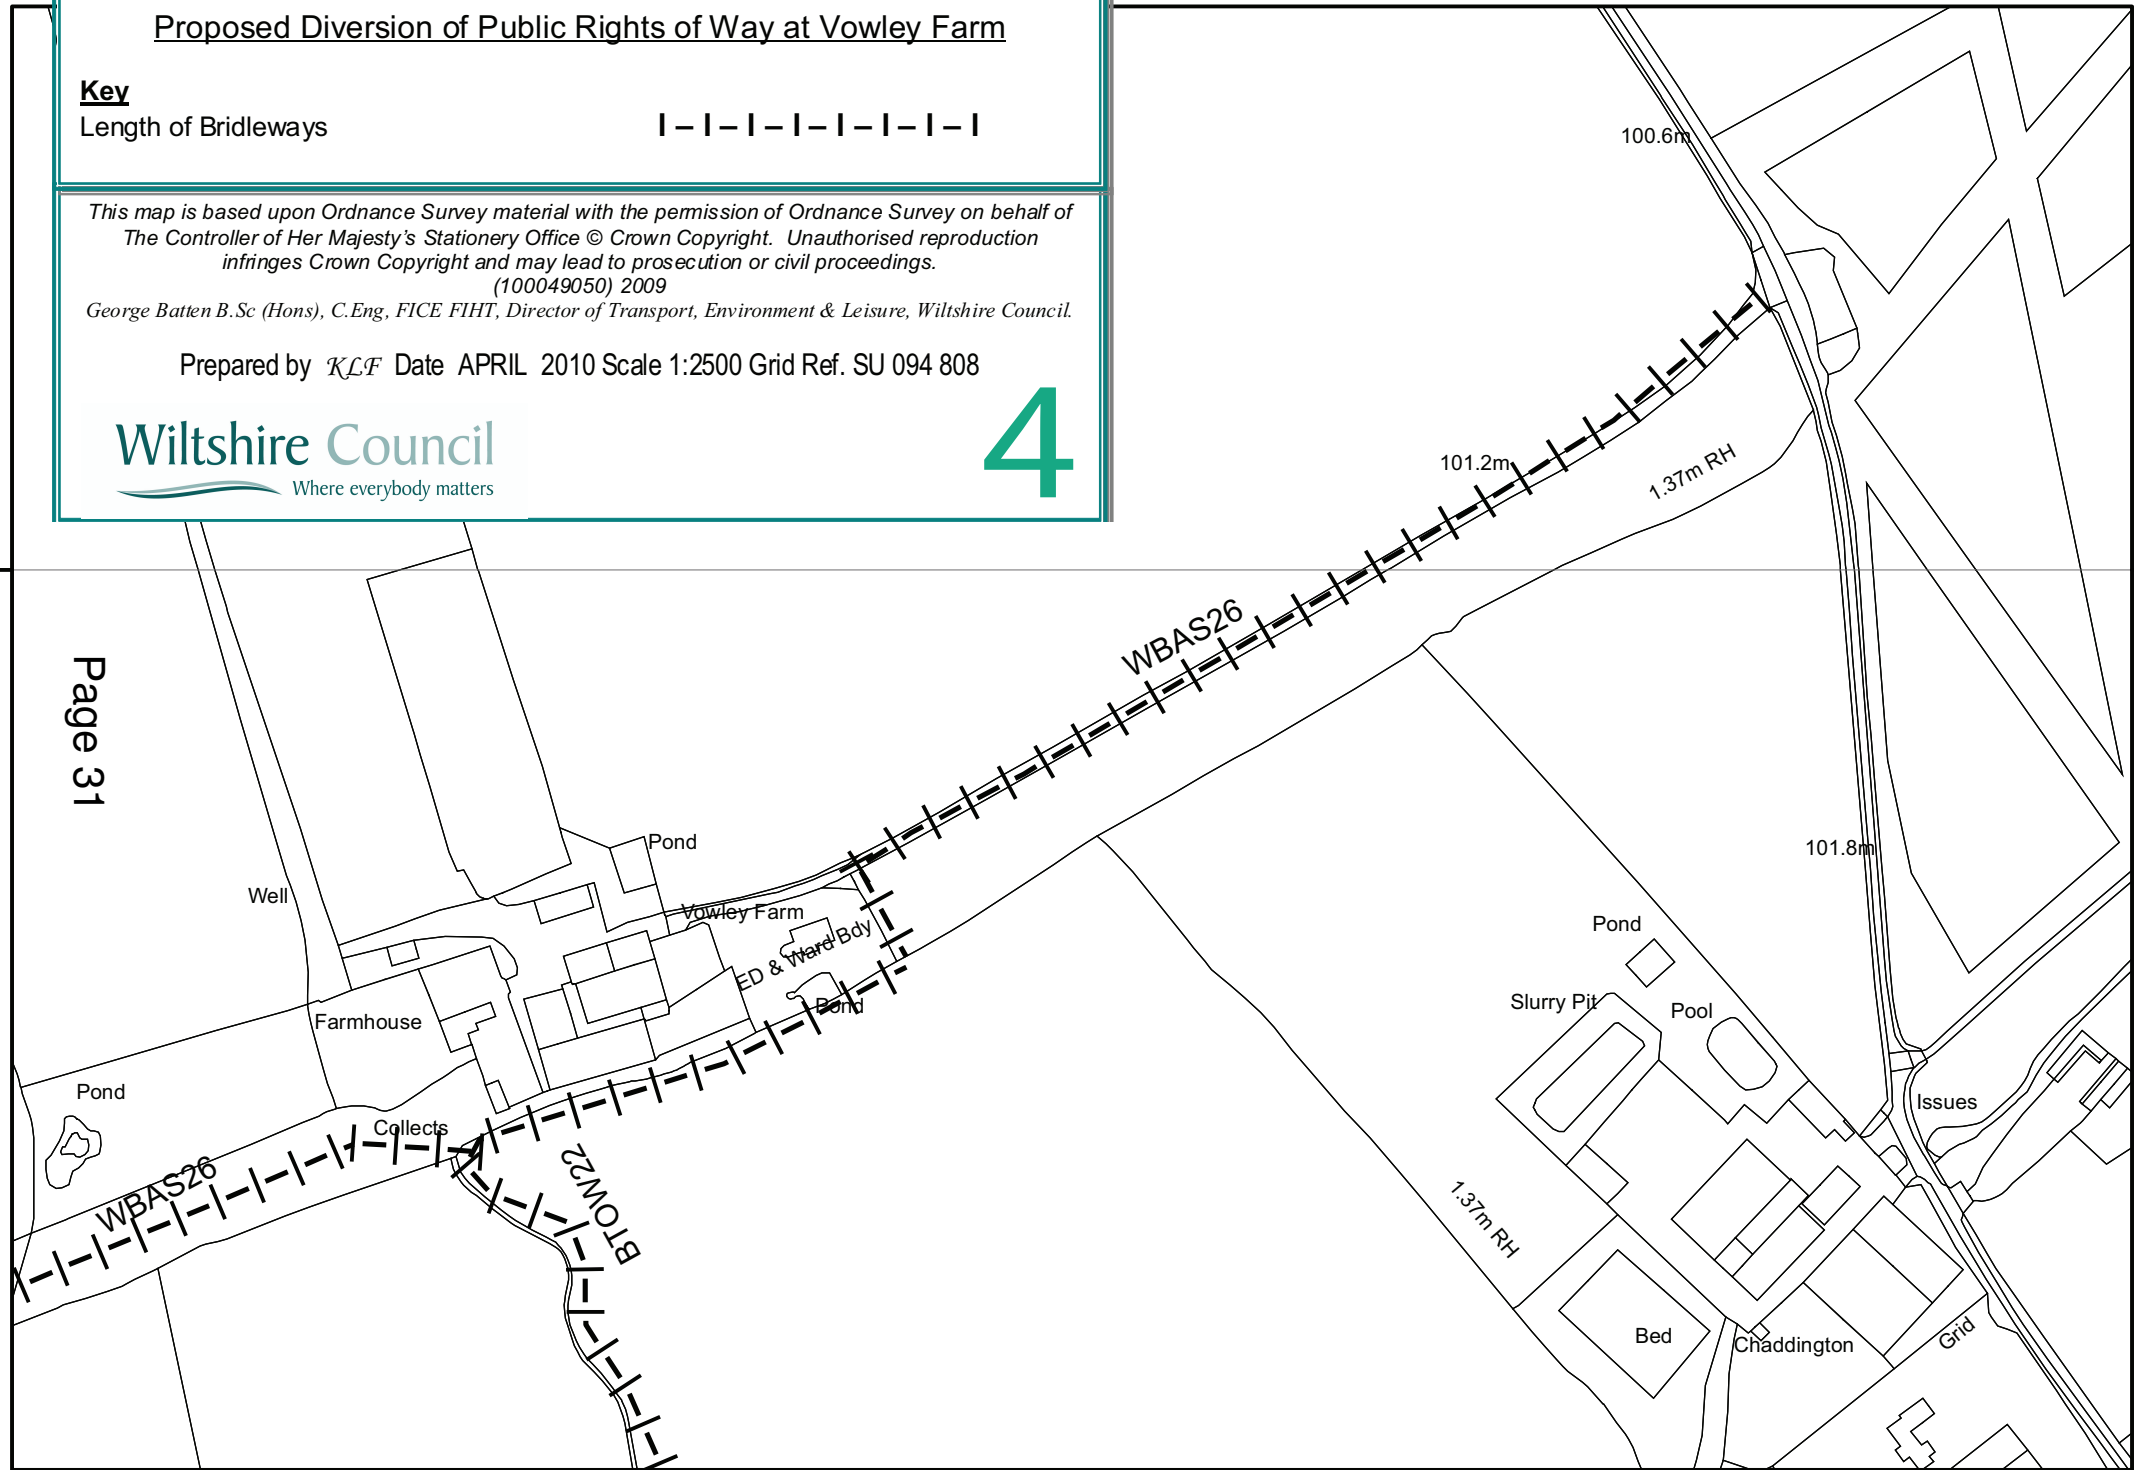 Proposed Diversion of Public Rights of Way at Vowley Farm
Key
Length of Bridleways
This map is based upon Ordnance Survey material with the permission of Ordnance Survey on behalf of
The Controller of Her Majesty's Stationery Office © Crown Copyright. Unauthorised reproduction
infringes Crown Copyright and may lead to prosecution or civil proceedings.
(100049050) 2009
George Batten B.Sc (Hons), C.Eng, FICE FIHT, Director of Transport, Environment & Leisure, Wiltshire Council.
Prepared by KLF Date APRIL 2010 Scale 1:2500 Grid Ref. SU 094 808
Wiltshire Council
Where everybody matters
4
100.6m
101.2m
1.37m RH
WBAS26
Page 31
Pond
101.8m
Well
Vowley Farm
ED & Ward Bdy
Pond
Pond
Slurry Pit
Pool
Farmhouse
Pond
Collects
Issues
WBAS26
BTOW22
1.37m RH
Bed
Chaddington
Grid